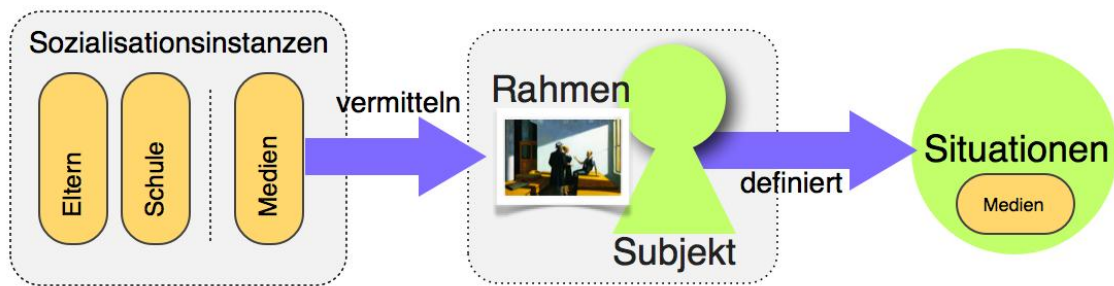 Sozialisationsinstanzen
Eltern
Schule
Medien
vermitteln
Rahmen
Subjekt
definiert
Situationen
Medien